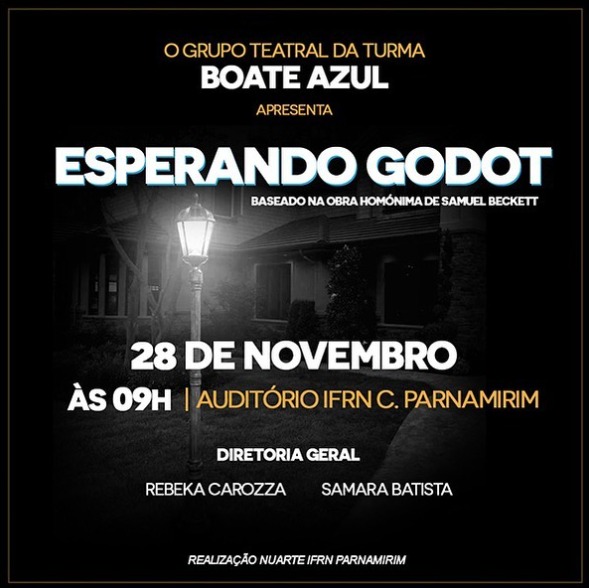 O GRUPO TEATRAL DA TURMA
BOATE AZUL
APRESENTA
ESPERANDO GODOT
BASEADO NA OBRA HOMÓNIMA DE SAMUEL BECKETT
28 DE NOVEMBRO
ÀS 09H | AUDITÓRIO IFRN C. PARNAMIRIM
DIRETORIA GERAL
REBEKA CAROZZA SAMARA BATISTA
REALIZAÇÃO NUARTE IFRN PARNAMIRIM